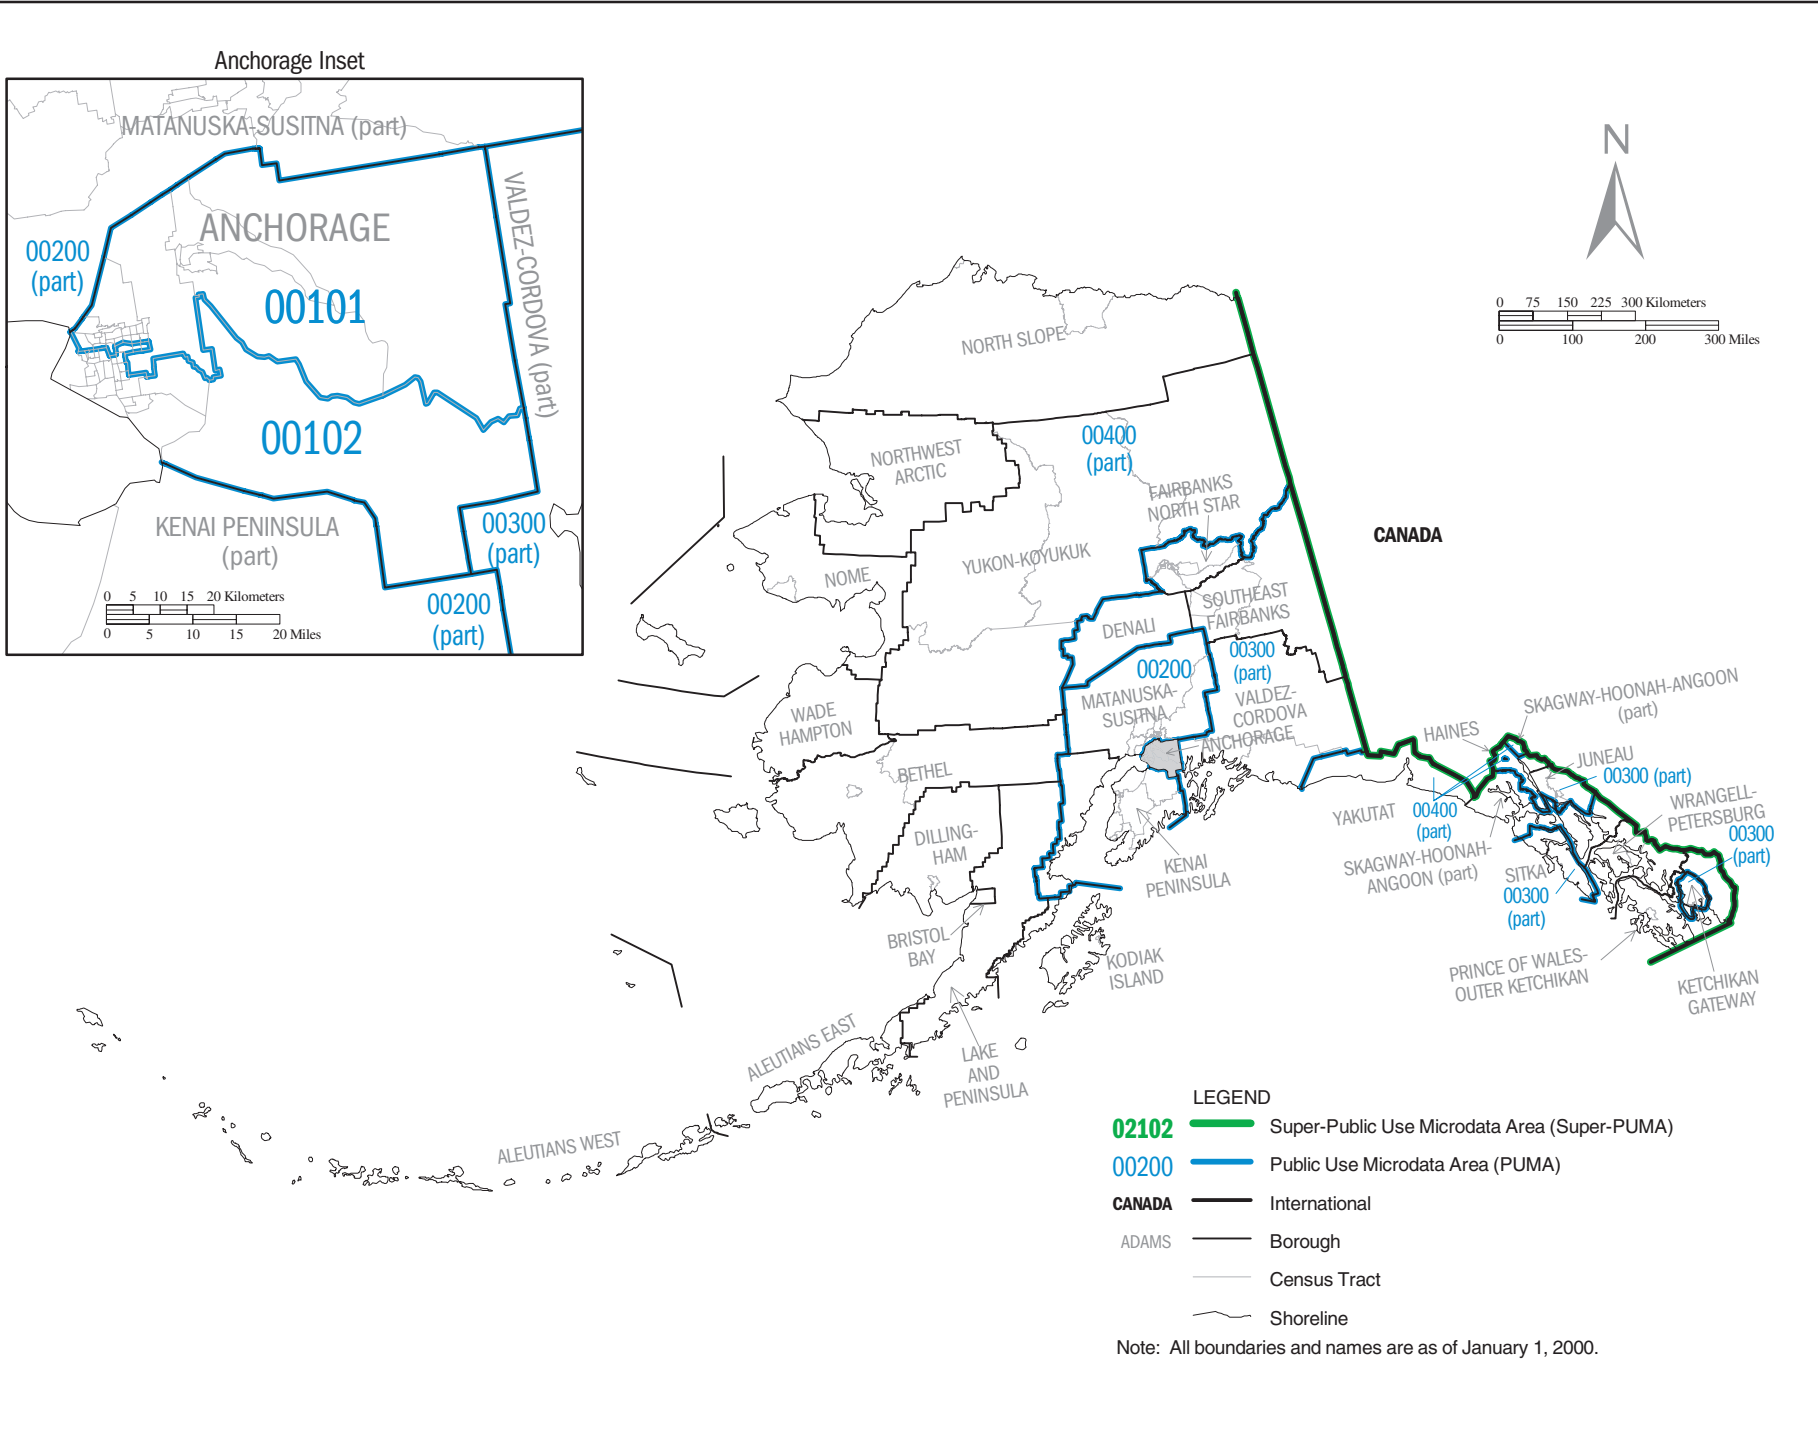 Anchorage Inset
MATANUSKA-SUSITNA (part)
ANCHORAGE
VALDEZ-CORDOVA (part)
00200
(part)
00101
00102
KENAI PENINSULA
(part)
00300
(part)
00200
(part)
0 5 10 15 20 Kilometers
0 5 10 15 20 Miles
N
0 75 150 225 300 Kilometers
0 100 200 300 Miles
NORTH SLOPE
00400
(part)
NORTHWEST
ARCTIC
FAIRBANKS
NORTH STAR
CANADA
YUKON-KOYUKUK
NOME
SOUTHEAST
FAIRBANKS
DENALI
00300
(part)
00200
MATANUSKA-
SUSITNA
VALDEZ-
CORDOVA
WADE
HAMPTON
ANCHORAGE
BETHEL
SKAGWAY-HOONAH-ANGOON
(part)
HAINES
JUNEAU
00300 (part)
WRANGELL-
PETERSBURG
00300
(part)
YAKUTAT
00400
(part)
SKAGWAY-HOONAH-
ANGOON (part)
SITKA
00300
(part)
DILLING-
HAM
KENAI
PENINSULA
BRISTOL
BAY
KODIAK
ISLAND
PRINCE OF WALES-
OUTER KETCHIKAN
KETCHIKAN
GATEWAY
ALEUTIANS EAST
LAKE
AND
PENINSULA
ALEUTIANS WEST
LEGEND
02102 Super-Public Use Microdata Area (Super-PUMA)
00200 Public Use Microdata Area (PUMA)
CANADA International
ADAMS Borough
Census Tract
Shoreline
Note: All boundaries and names are as of January 1, 2000.